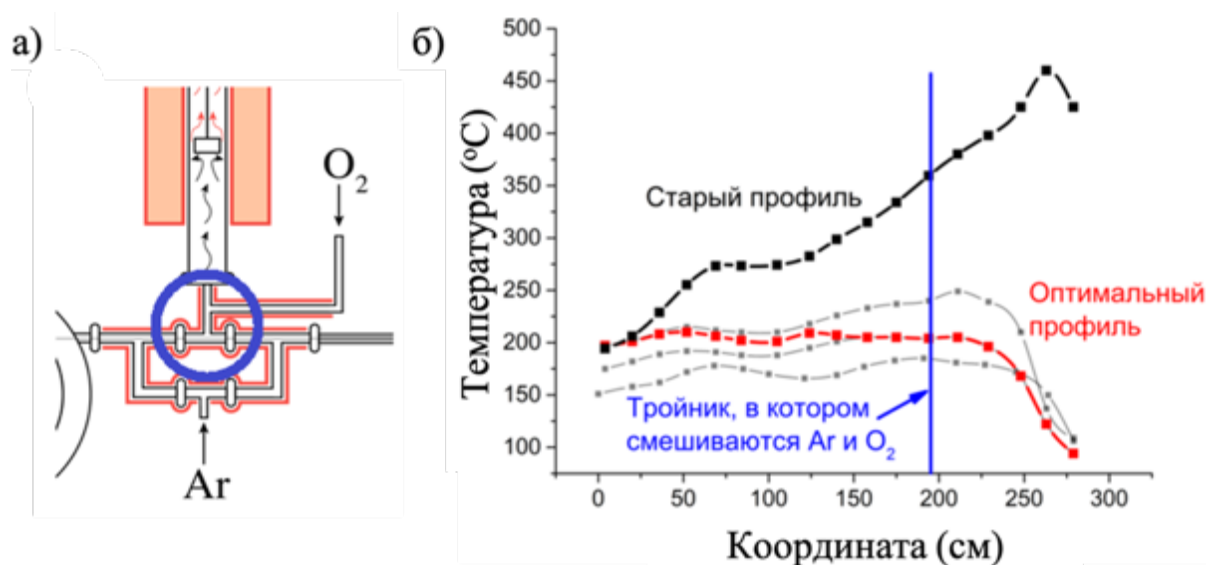 а)
O₂
Ar
б)
Температура (°C)
500
450
400
350
300
250
200
150
100
Старый профиль
Оптимальный
профиль
Тройник, в котором
смешиваются Ar и O₂
0
50
100
150
200
250
300
Координата (см)